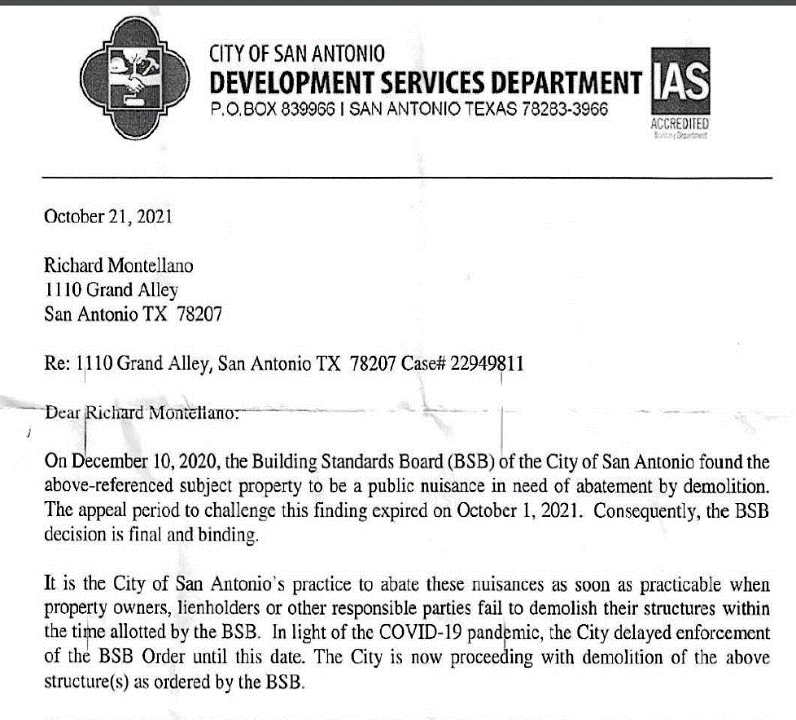 CITY OF SAN ANTONIO
DEVELOPMENT SERVICES DEPARTMENT
P.O.BOX 839966 | SAN ANTONIO TEXAS 78283-3966
IAS
ACCREDITED
Building Department
October 21, 2021
Richard Montellano
1110 Grand Alley
San Antonio TX 78207
Re: 1110 Grand Alley, San Antonio TX 78207 Case# 22949811
Dear Richard Montellano:
On December 10, 2020, the Building Standards Board (BSB) of the City of San Antonio found the
above-referenced subject property to be a public nuisance in need of abatement by demolition.
The appeal period to challenge this finding expired on October 1, 2021. Consequently, the BSB
decision is final and binding.
It is the City of San Antonio's practice to abate these nuisances as soon as practicable when
property owners, lienholders or other responsible parties fail to demolish their structures within
the time allotted by the BSB. In light of the COVID-19 pandemic, the City delayed enforcement
of the BSB Order until this date. The City is now proceeding with demolition of the above
structure(s) as ordered by the BSB.